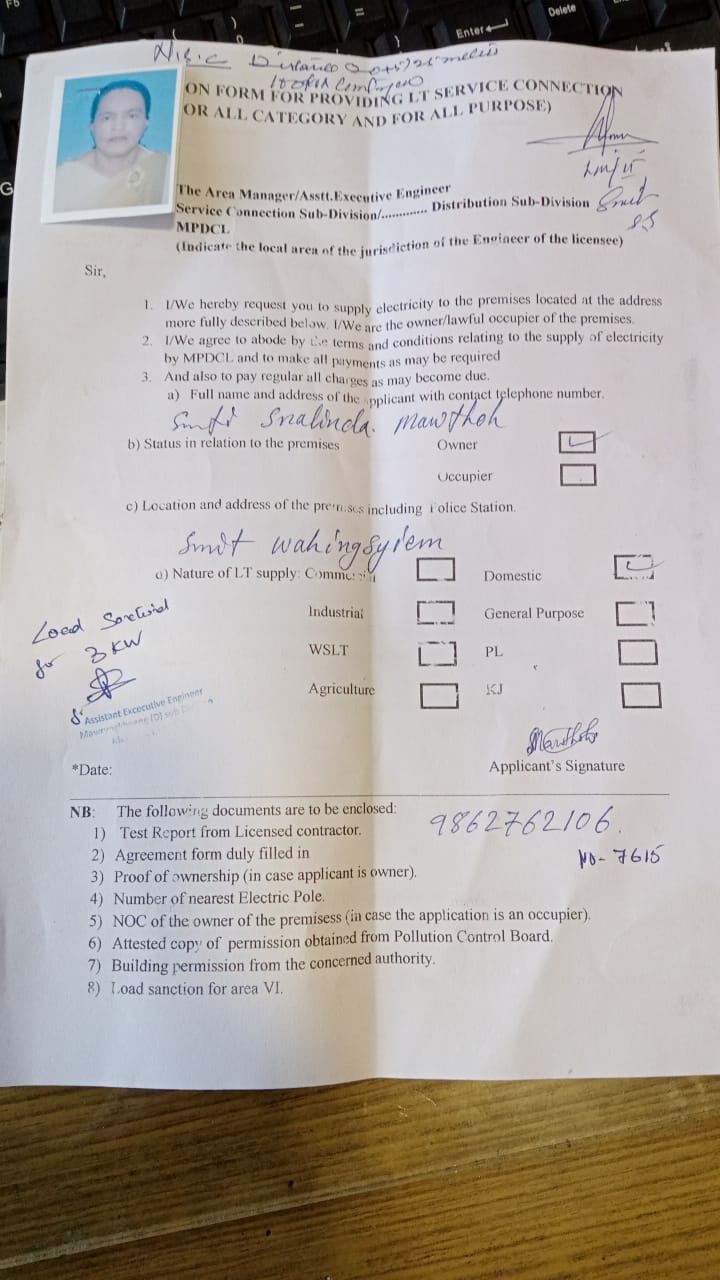 ON FORM FOR PROVIDING LT SERVICE CONNECTION
OR ALL CATEGORY AND FOR ALL PURPOSE)
The Area Manager/Asstt.Executive Engineer
Service Connection Sub-Division/............. Distribution Sub-Division Smit
MPDCL
(Indicate the local area of the jurisdiction of the Engineer of the licensee)
Sir,
1. I/We hereby request you to supply electricity to the premises located at the address
more fully described below. I/We are the owner/lawful occupier of the premises.
2. I/We agree to abode by the terms and conditions relating to the supply of electricity
by MPDCL and to make all payments as may be required
3. And also to pay regular all charges as may become due.
a) Full name and address of the applicant with contact telephone number.
Smti Snalinda. Mawthoh
b) Status in relation to the premises Owner
Occupier
c) Location and address of the premises including Police Station.
Smit wahingsyiem
a) Nature of LT supply: Commercial Domestic
Industrial General Purpose
WSLT PL
Agriculture KJ
Load Sanctioned
for 3 KW
Assistant Excecutive Engineer
*Date: Applicant's Signature
NB: The following documents are to be enclosed:
1) Test Report from Licensed contractor.
9862762106.
2) Agreement form duly filled in
NO- 7615
3) Proof of ownership (in case applicant is owner).
4) Number of nearest Electric Pole.
5) NOC of the owner of the premisess (in case the application is an occupier).
6) Attested copy of permission obtained from Pollution Control Board.
7) Building permission from the concerned authority.
8) Load sanction for area VI.
Enter
Delete